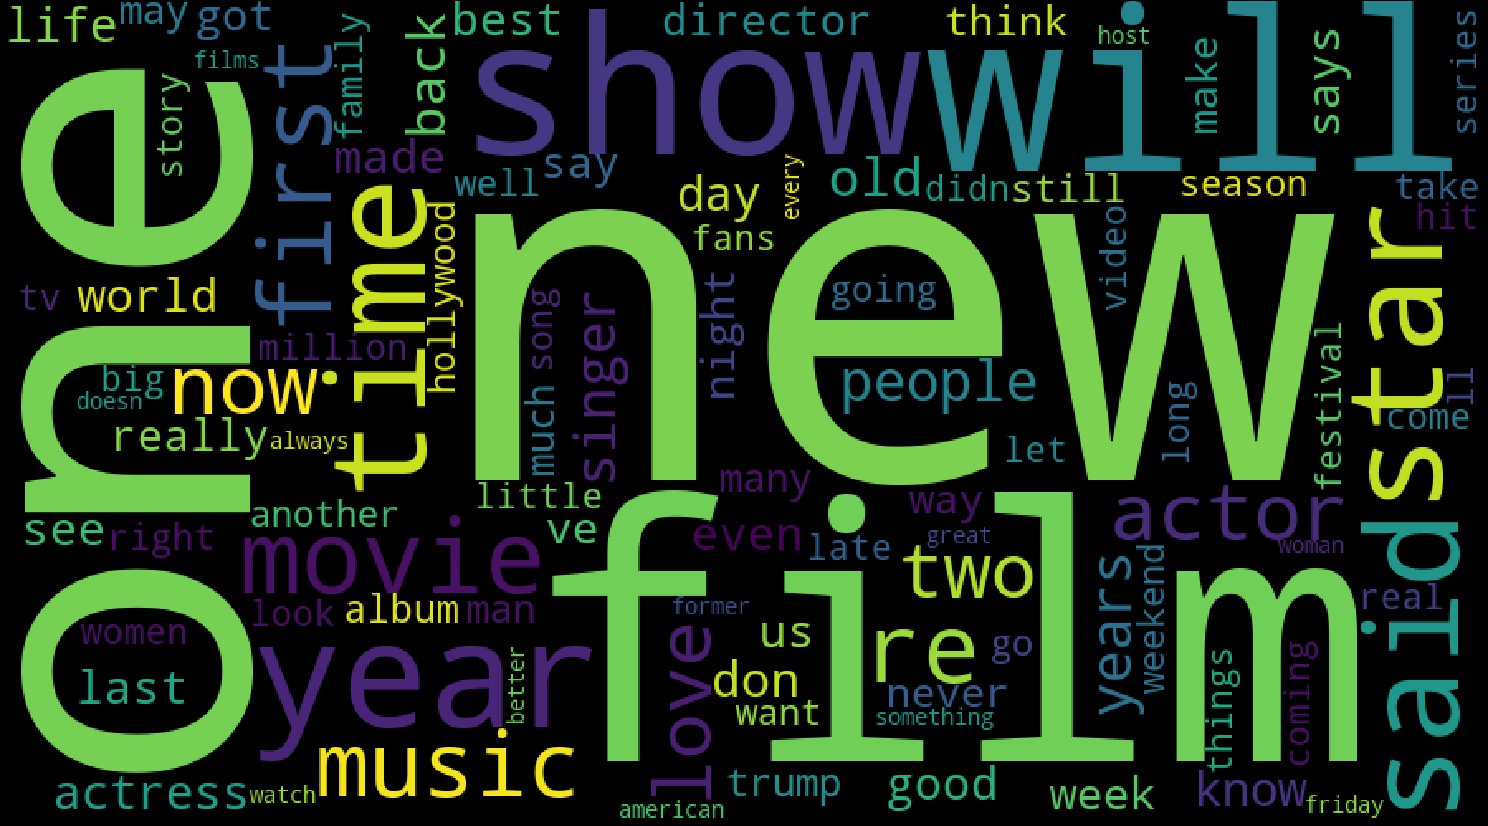 life
may
got
best
director
think
host
films
story
first
family
back
show
will
make
says
series
made
well
say
day
every
old
didn
still
season
take
hit
one
time
hollywood
new
fans
video
star
tv
world
million
song
singer
night
going
big
now
doesn
really
always
much
people
let
long
festival
ll
come
little
many
way
actor
see
right
another
movie
ve
film
even
late
great
two
woman
said
look
album
man
former
years
weekend
real
women
last
year
better
love
us
re
go
don
want
never
something
things
coming
actress
watch
music
american
trump
good
week
know
friday